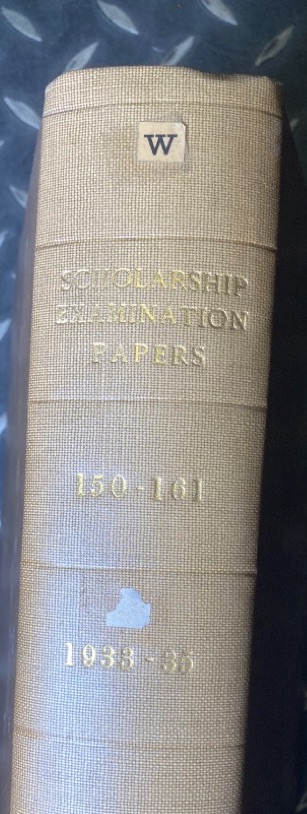 W
SCHOLARSHIP
EXAMINATION
PAPERS
150-161
1933-35